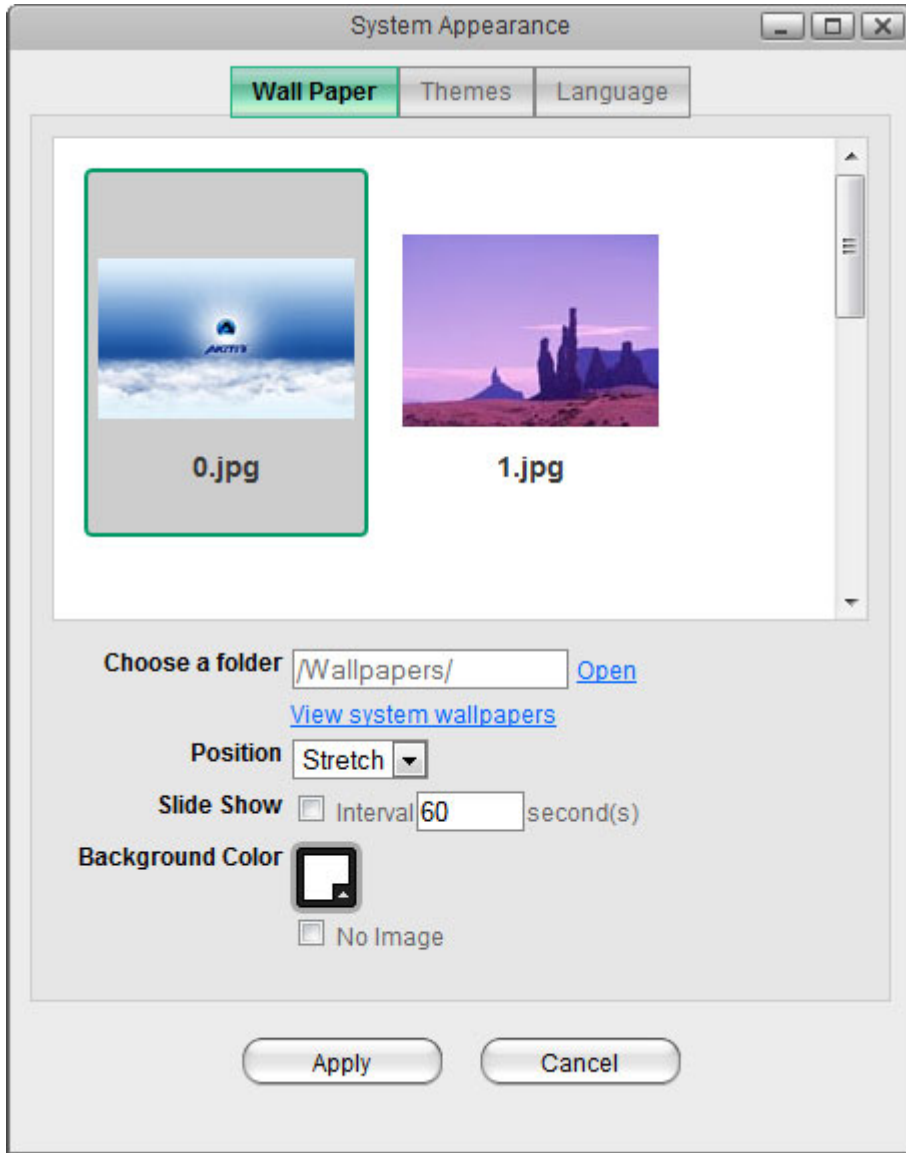 System Appearance
Wall Paper Themes Language
AKiTiO
0.jpg 1.jpg
Choose a folder /Wallpapers/ Open
View system wallpapers
Position Stretch
Slide Show Interval 60 second(s)
Background Color
No Image
Apply Cancel